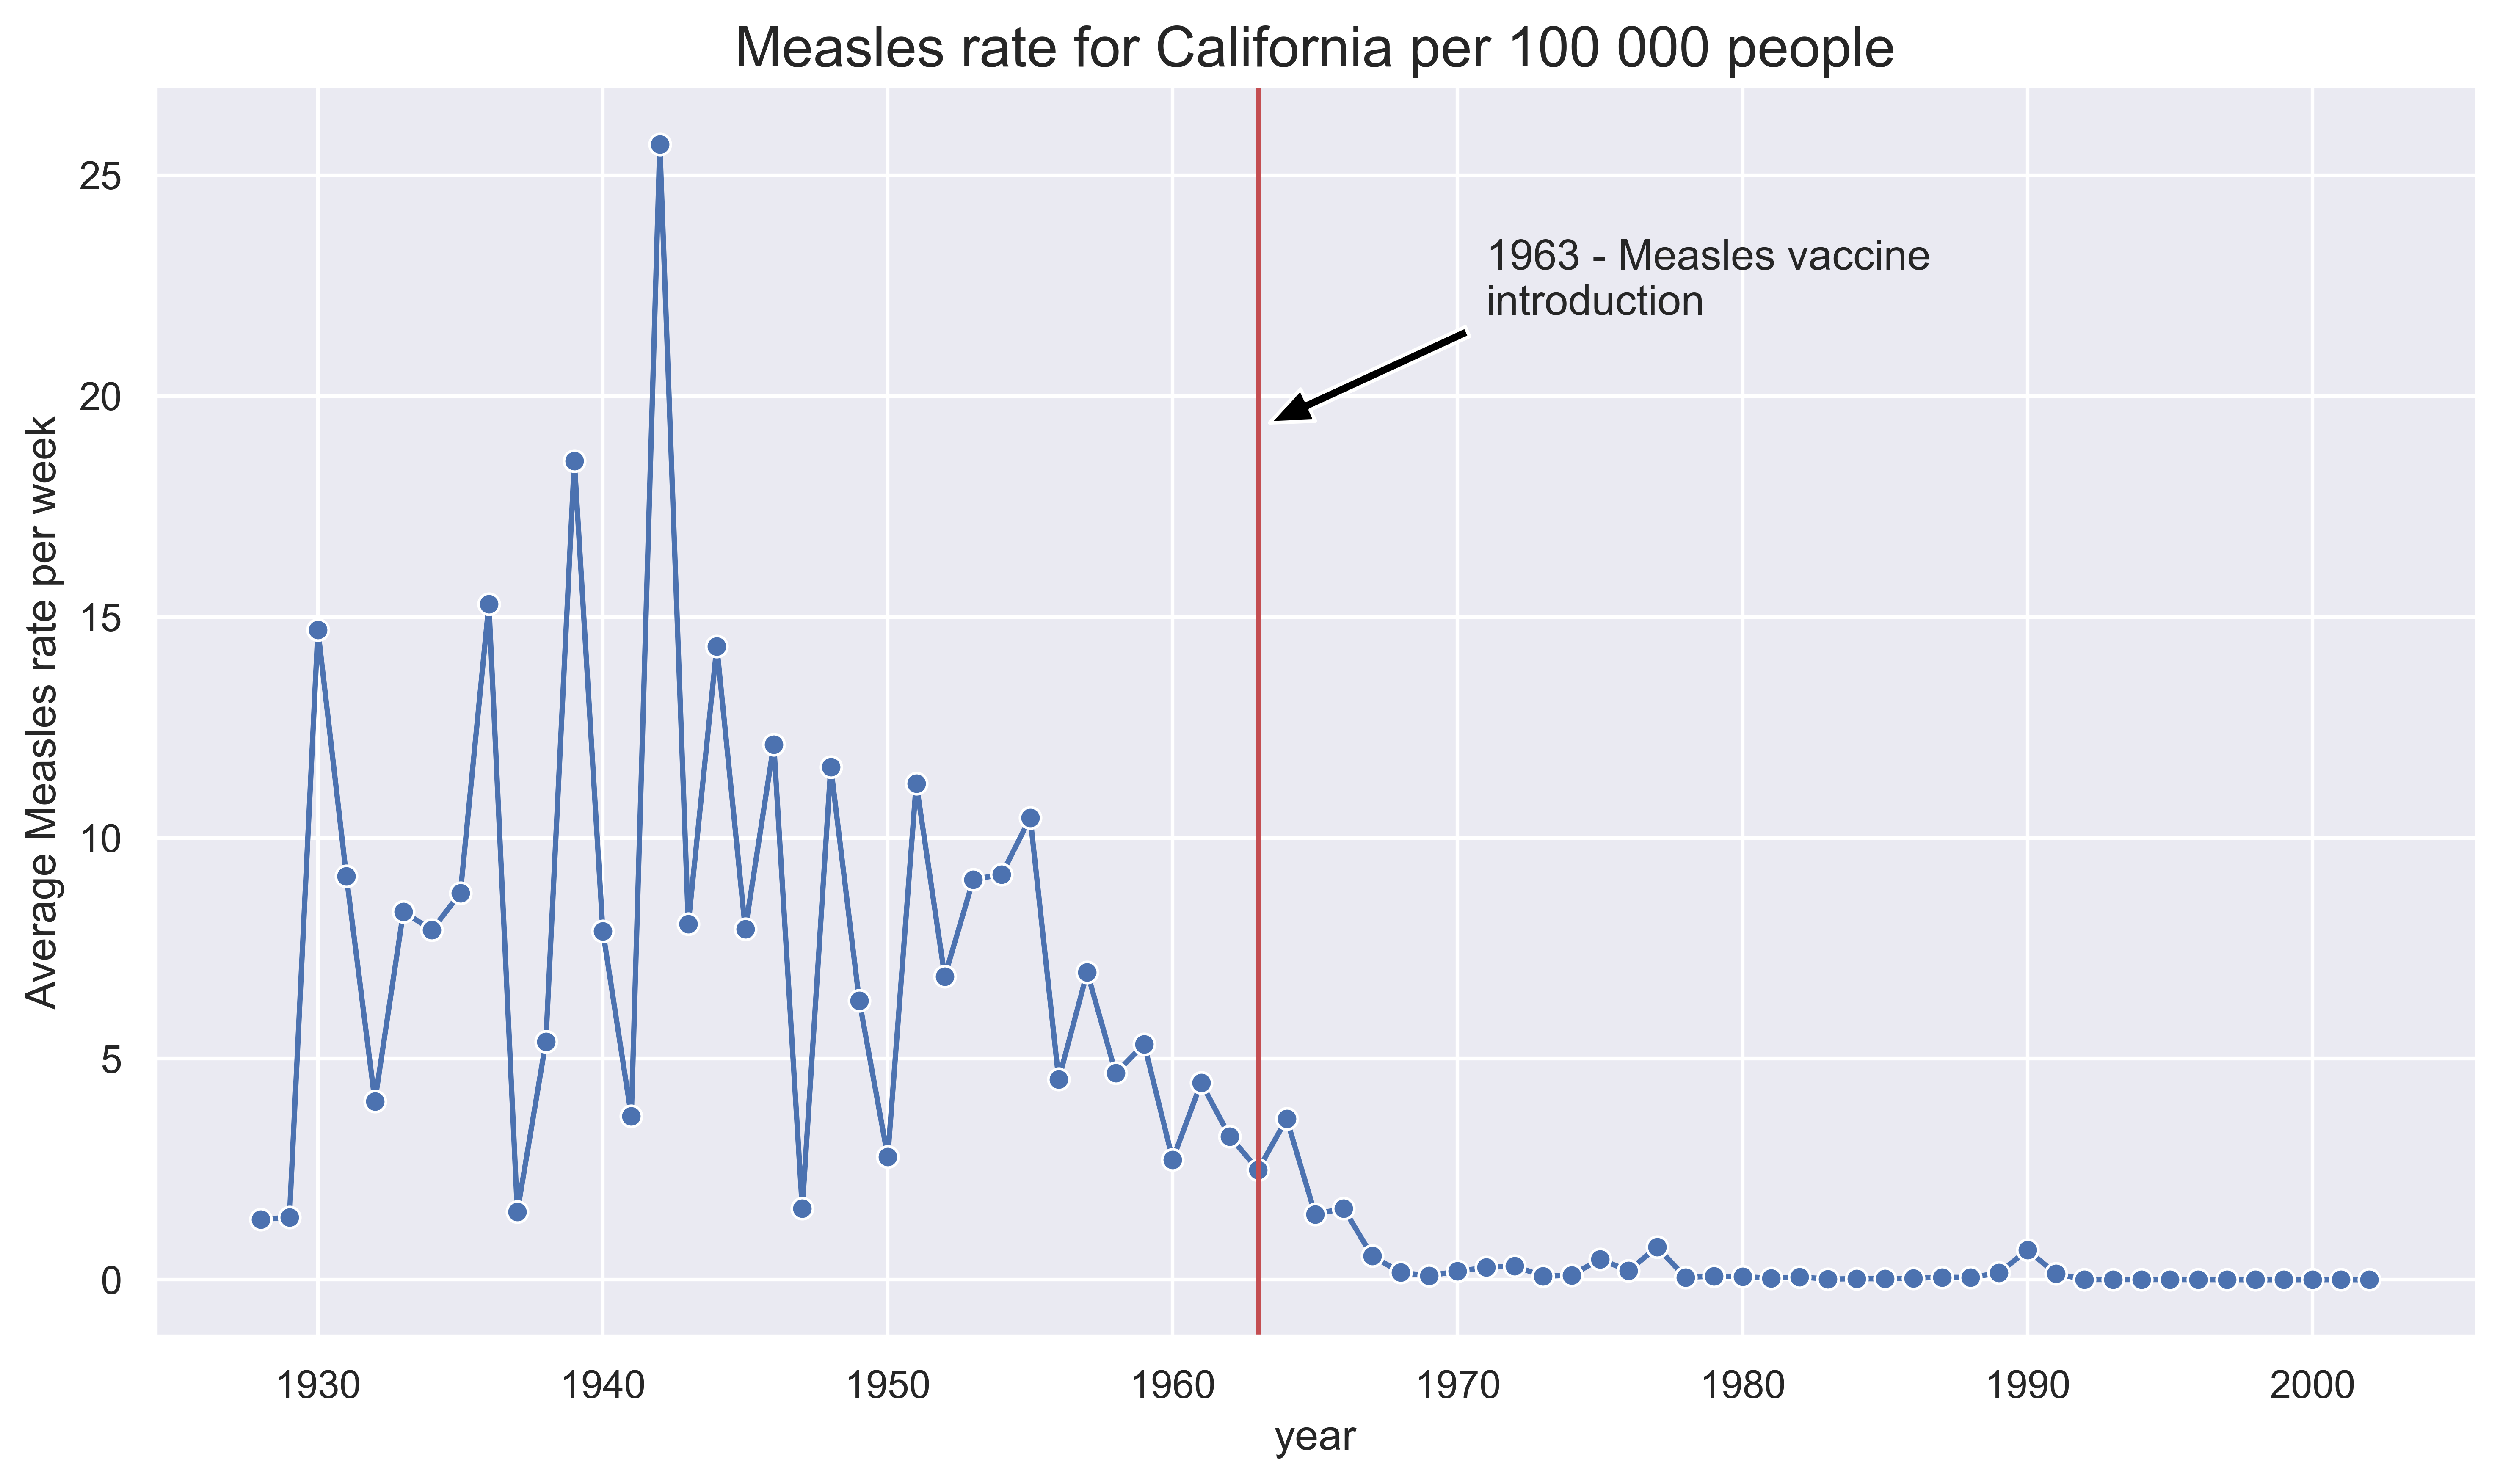 Measles rate for California per 100 000 people
Average Measles rate per week
25
20
15
10
5
0
1963 - Measles vaccine
introduction
1930 1940 1950 1960 1970 1980 1990 2000
year